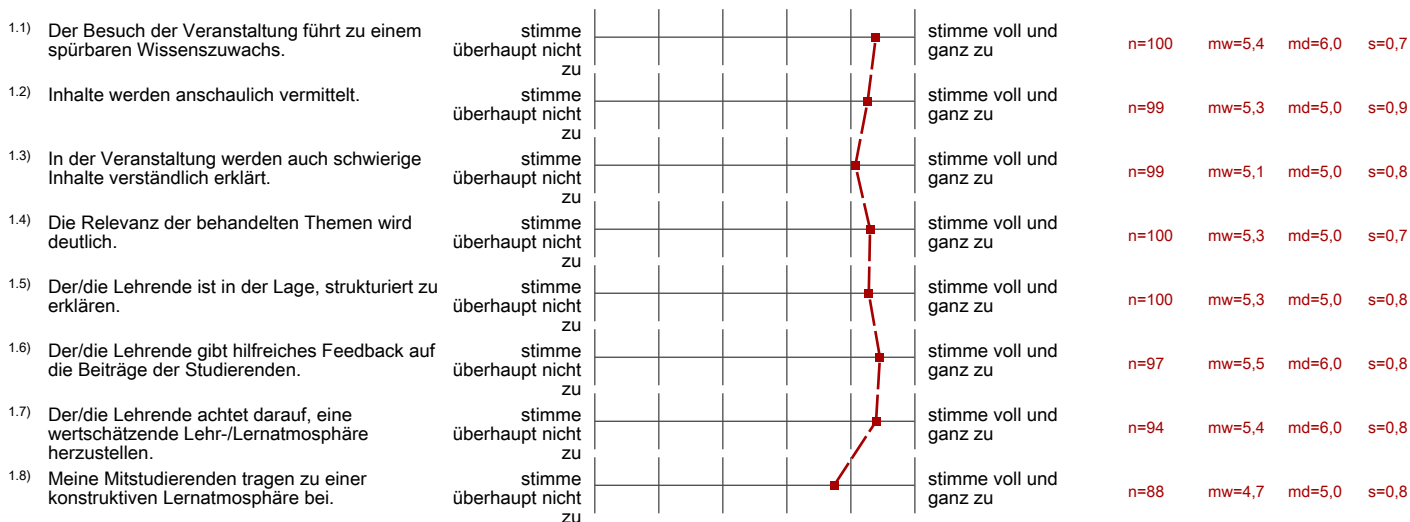 1.1) Der Besuch der Veranstaltung führt zu einem spürbaren Wissenszuwachs.
stimme überhaupt nicht zu
stimme voll und ganz zu
n=100 mw=5,4 md=6,0 s=0,7
1.2) Inhalte werden anschaulich vermittelt.
stimme überhaupt nicht zu
stimme voll und ganz zu
n=99 mw=5,3 md=5,0 s=0,9
1.3) In der Veranstaltung werden auch schwierige Inhalte verständlich erklärt.
stimme überhaupt nicht zu
stimme voll und ganz zu
n=99 mw=5,1 md=5,0 s=0,8
1.4) Die Relevanz der behandelten Themen wird deutlich.
stimme überhaupt nicht zu
stimme voll und ganz zu
n=100 mw=5,3 md=5,0 s=0,7
1.5) Der/die Lehrende ist in der Lage, strukturiert zu erklären.
stimme überhaupt nicht zu
stimme voll und ganz zu
n=100 mw=5,3 md=5,0 s=0,8
1.6) Der/die Lehrende gibt hilfreiches Feedback auf die Beiträge der Studierenden.
stimme überhaupt nicht zu
stimme voll und ganz zu
n=97 mw=5,5 md=6,0 s=0,8
1.7) Der/die Lehrende achtet darauf, eine wertschätzende Lehr-/Lernatmosphäre herzustellen.
stimme überhaupt nicht zu
stimme voll und ganz zu
n=94 mw=5,4 md=6,0 s=0,8
1.8) Meine Mitstudierenden tragen zu einer konstruktiven Lernatmosphäre bei.
stimme überhaupt nicht zu
stimme voll und ganz zu
n=88 mw=4,7 md=5,0 s=0,8